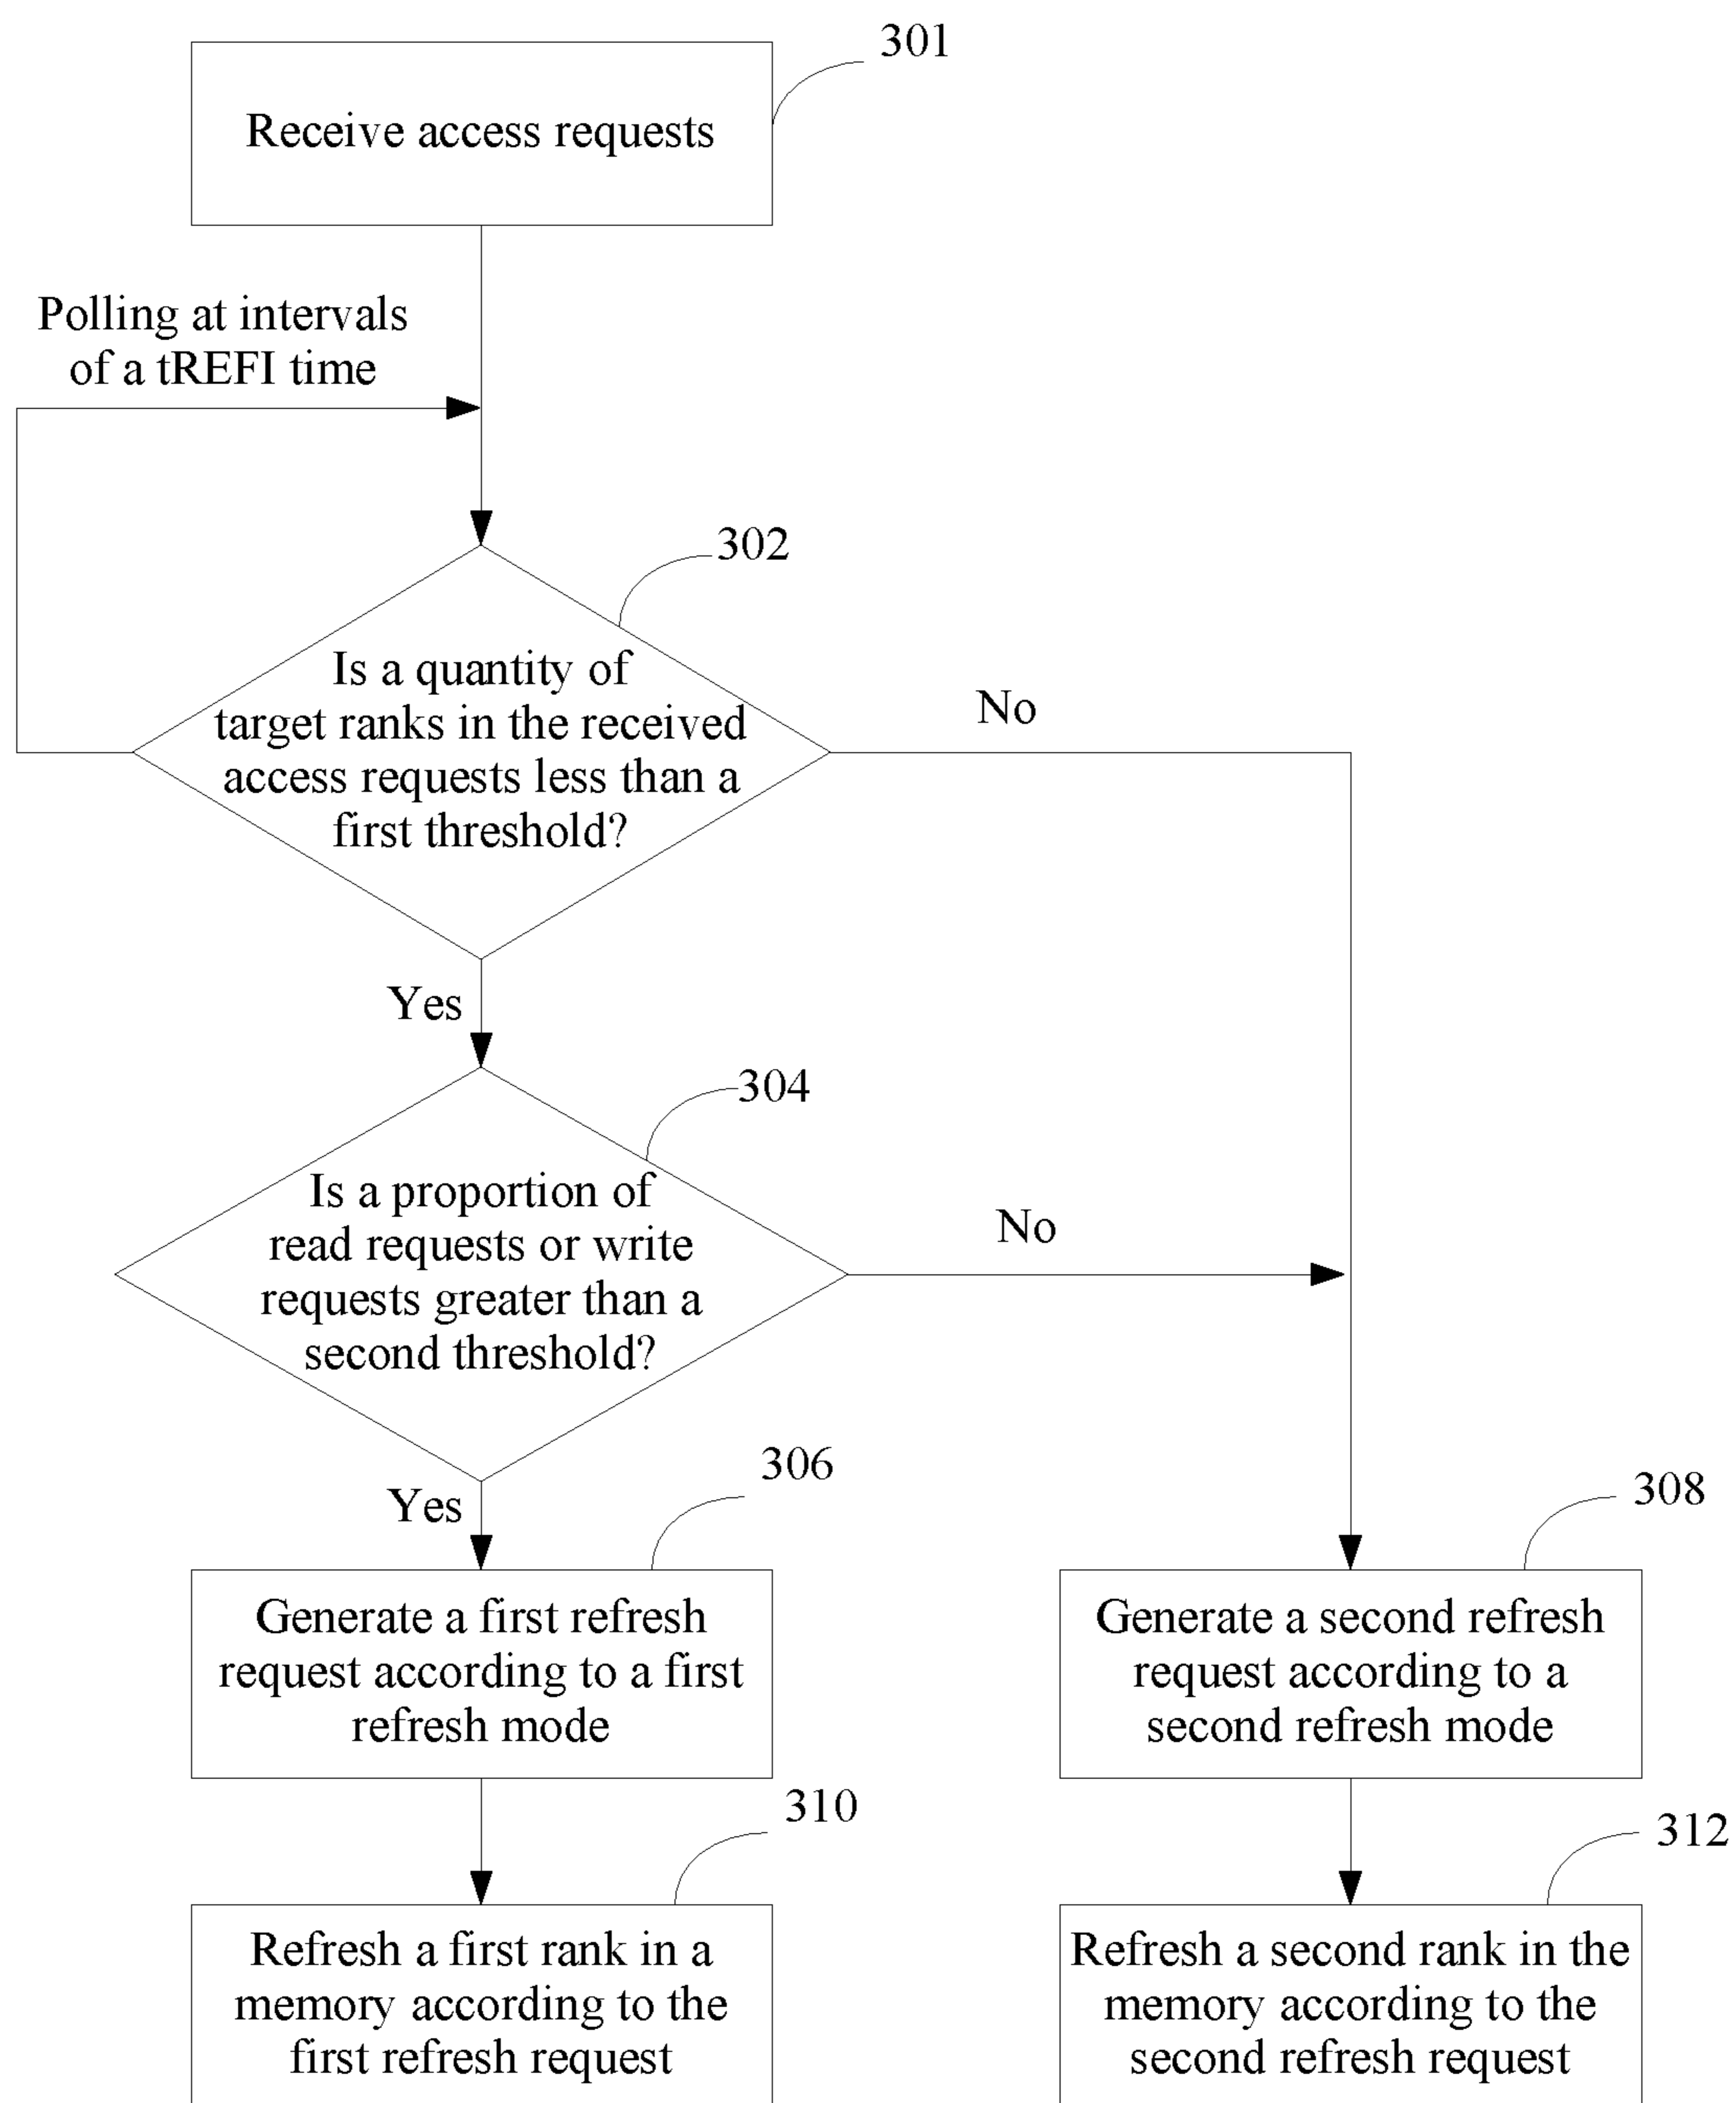 301
Receive access requests
Polling at intervals
of a tREFI time
302
Is a quantity of
target ranks in the received
access requests less than a
first threshold?
No
Yes
304
Is a proportion of
read requests or write
requests greater than a
second threshold?
No
Yes
306
308
Generate a first refresh
request according to a first
refresh mode
Generate a second refresh
request according to a
second refresh mode
310
312
Refresh a first rank in a
memory according to the
first refresh request
Refresh a second rank in the
memory according to the
second refresh request